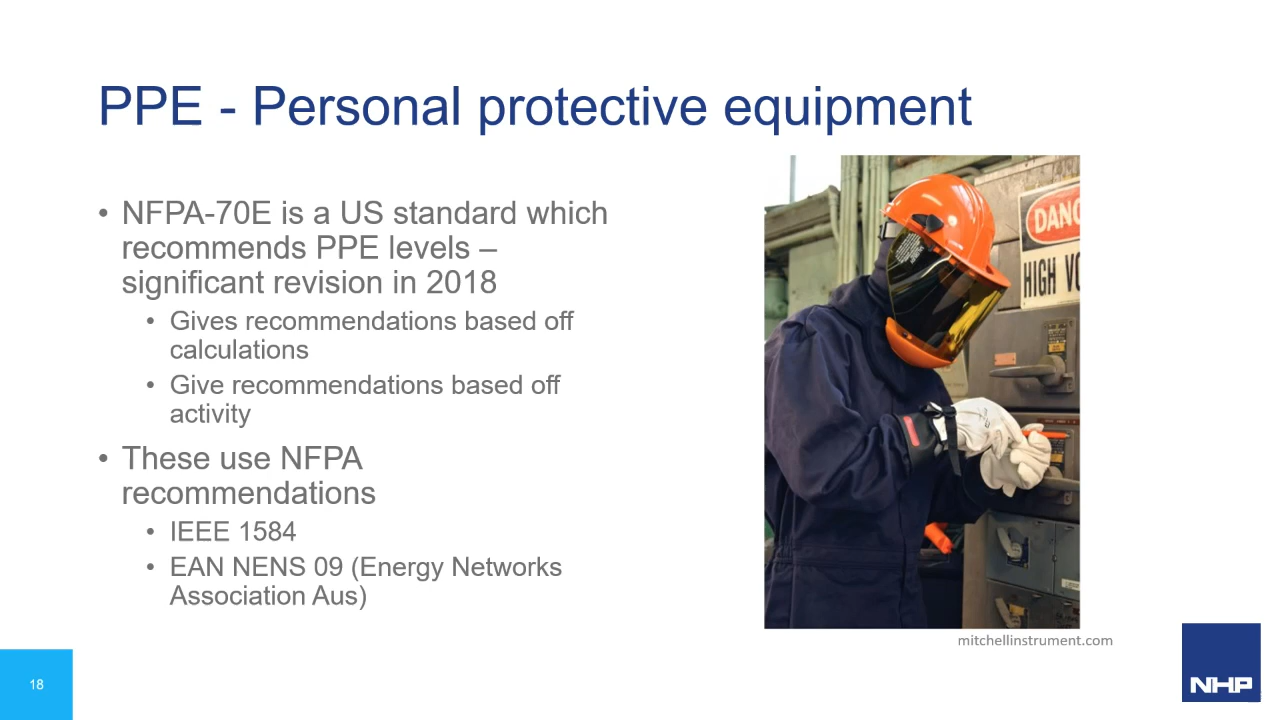 PPE - Personal protective equipment
• NFPA-70E is a US standard which
recommends PPE levels –
significant revision in 2018
• Gives recommendations based off
calculations
• Give recommendations based off
activity
• These use NFPA
recommendations
• IEEE 1584
• EAN NENS 09 (Energy Networks
Association Aus)
DANG
HIGH VO
mitchellinstrument.com
18
NHP